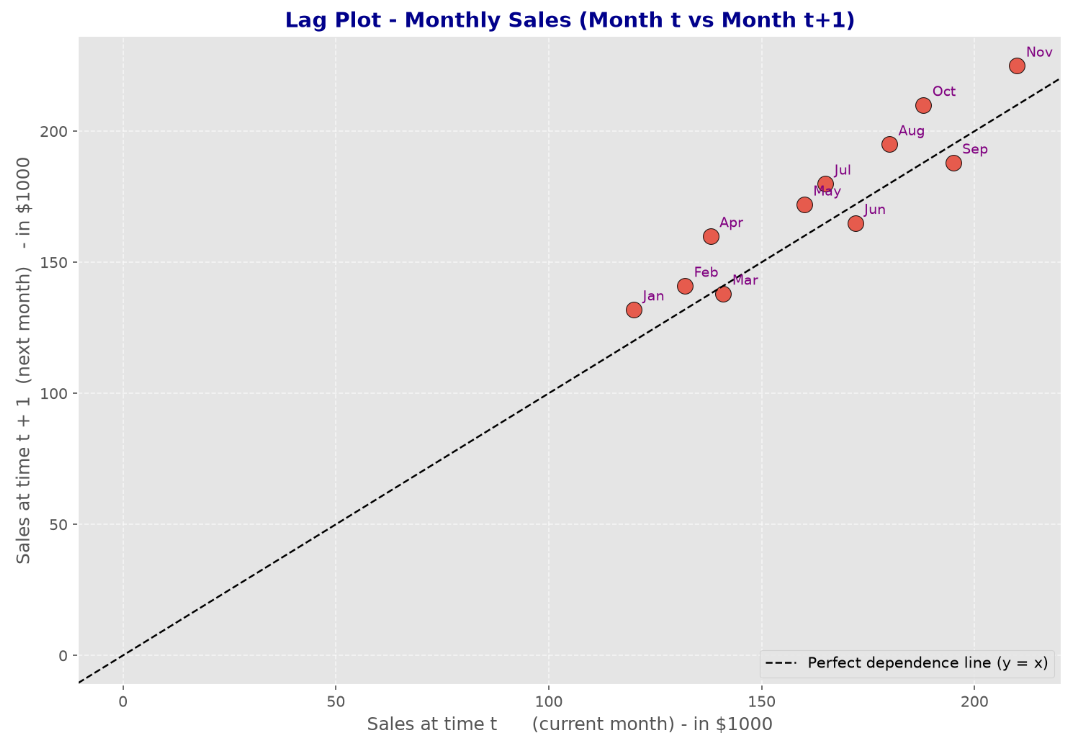 Lag Plot - Monthly Sales (Month t vs Month t+1)
Sales at time t + 1 (next month) - in $1000
200
150
100
50
0
Nov
Oct
Aug
Sep
Jul
May
Jun
Apr
Feb
Mar
Jan
Perfect dependence line (y = x)
0 50 100 150 200
Sales at time t (current month) - in $1000